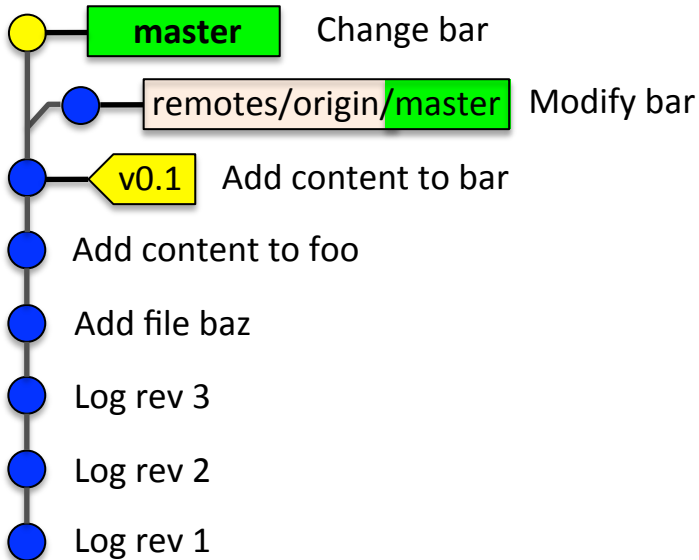 master Change bar
remotes/origin/master Modify bar
v0.1 Add content to bar
Add content to foo
Add file baz
Log rev 3
Log rev 2
Log rev 1